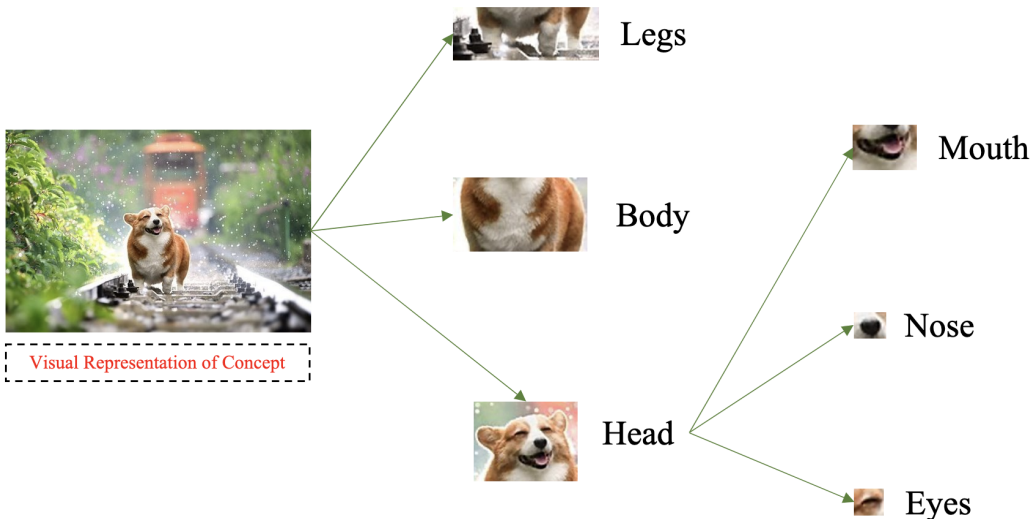 Legs
Mouth
Body
Visual Representation of Concept
Nose
Head
Eyes